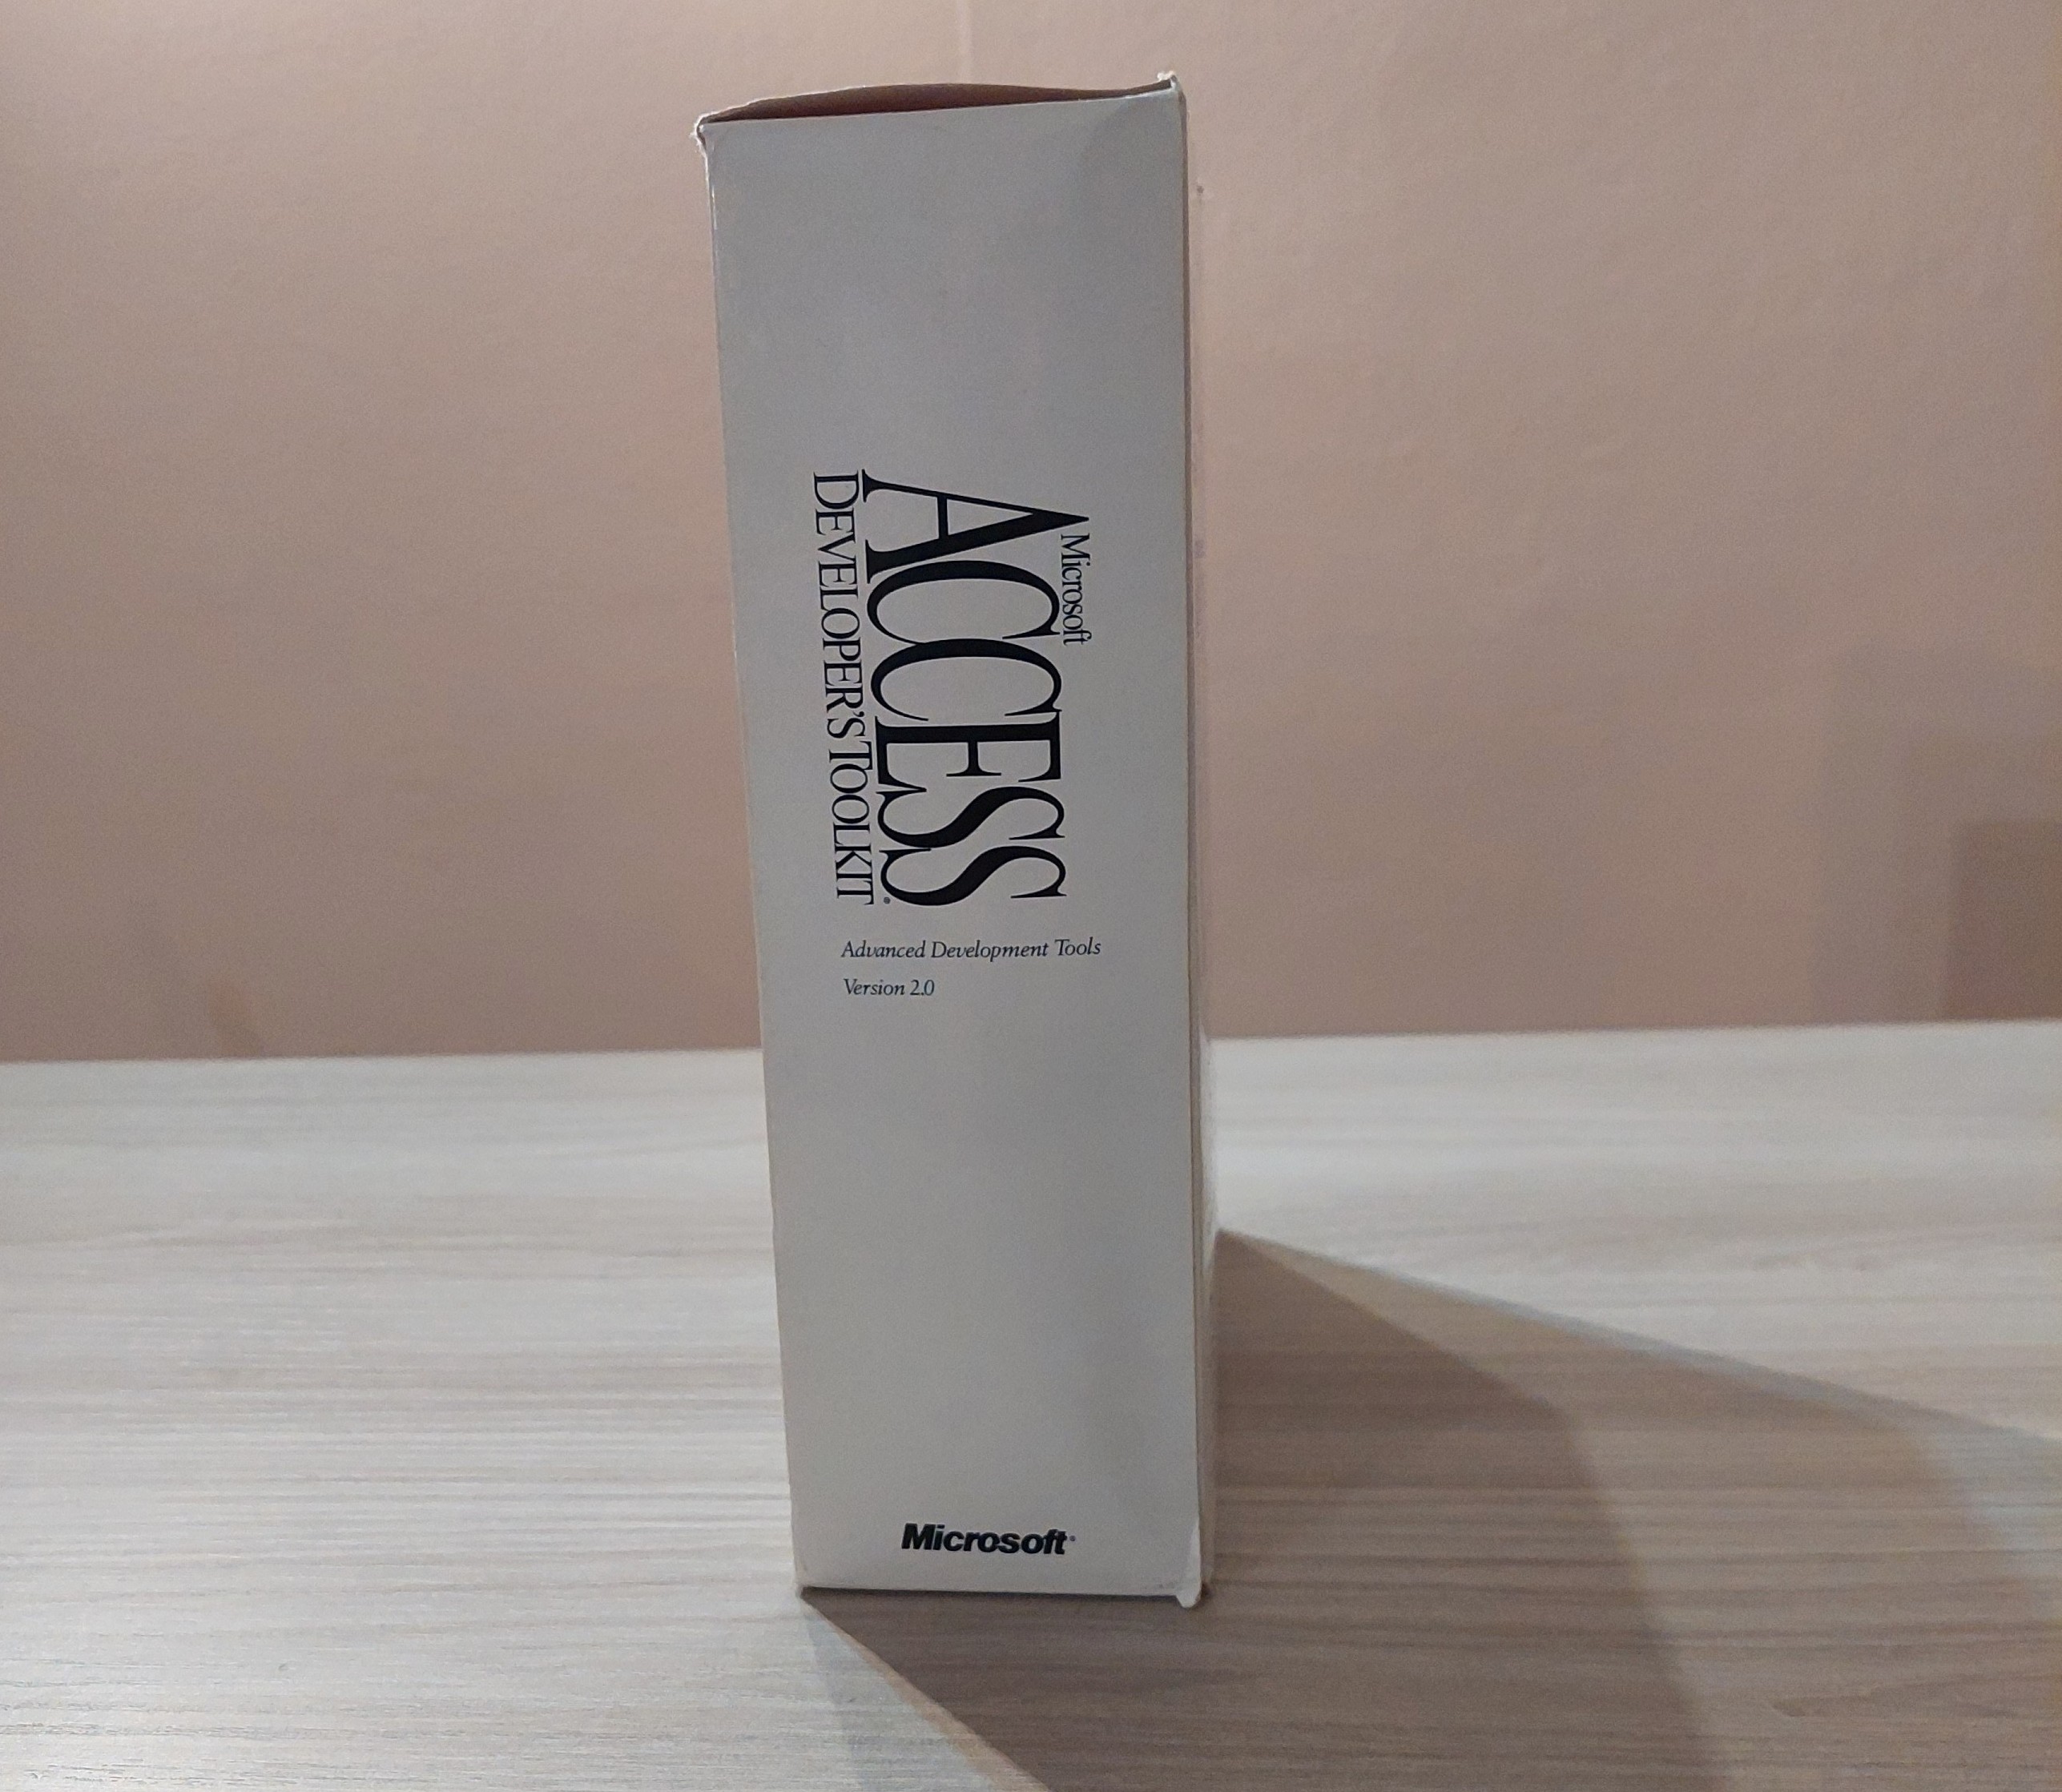 Microsoft
ACCESS
DEVELOPER'S TOOLKIT
Advanced Development Tools
Version 2.0
Microsoft